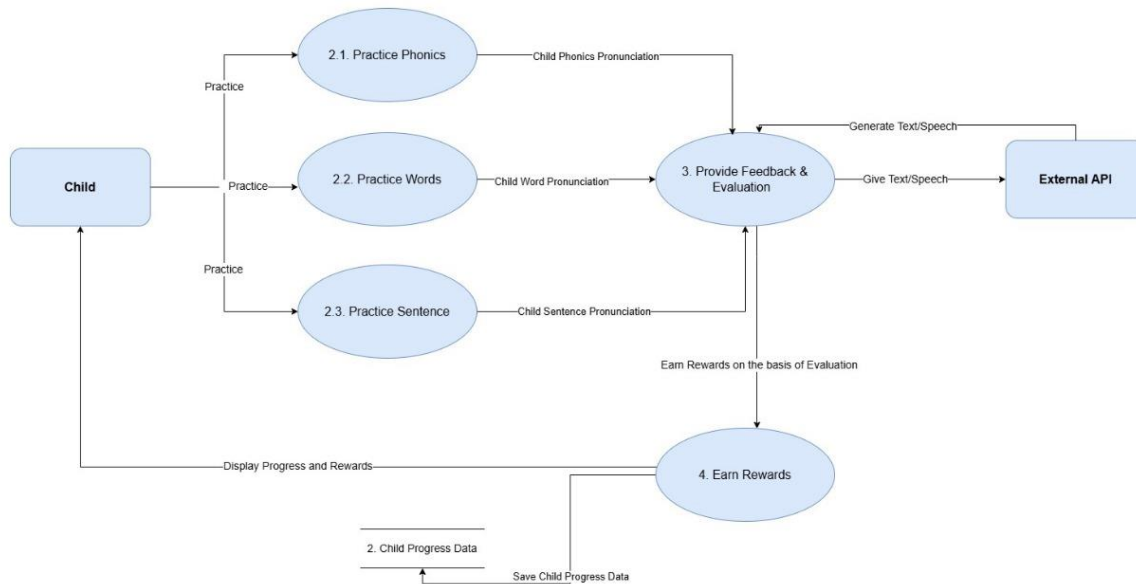 2.1. Practice Phonics
Child Phonics Pronunciation
Practice
Generate Text/Speech
Child
Practice
2.2. Practice Words
Child Word Pronunciation
3. Provide Feedback &
Evaluation
Give Text/Speech
External API
Practice
2.3. Practice Sentence
Child Sentence Pronunciation
Earn Rewards on the basis of Evaluation
Display Progress and Rewards
4. Earn Rewards
2. Child Progress Data
Save Child Progress Data